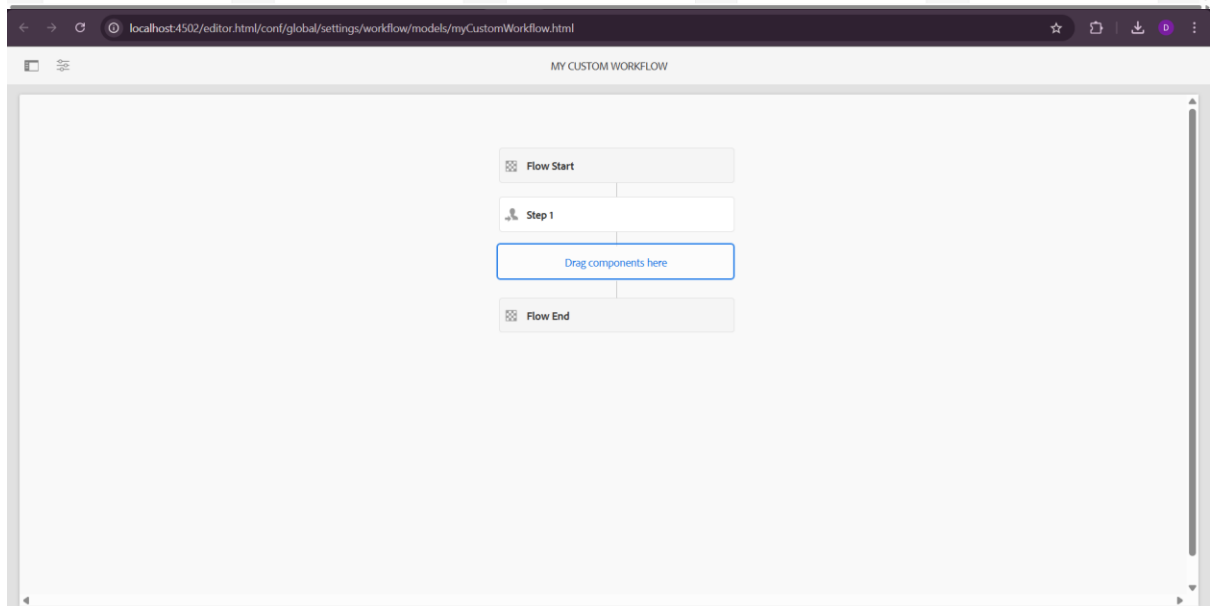 localhost:4502/editor.html/conf/global/settings/workflow/models/myCustomWorkflow.html
D
MY CUSTOM WORKFLOW
Flow Start
Step 1
Drag components here
Flow End